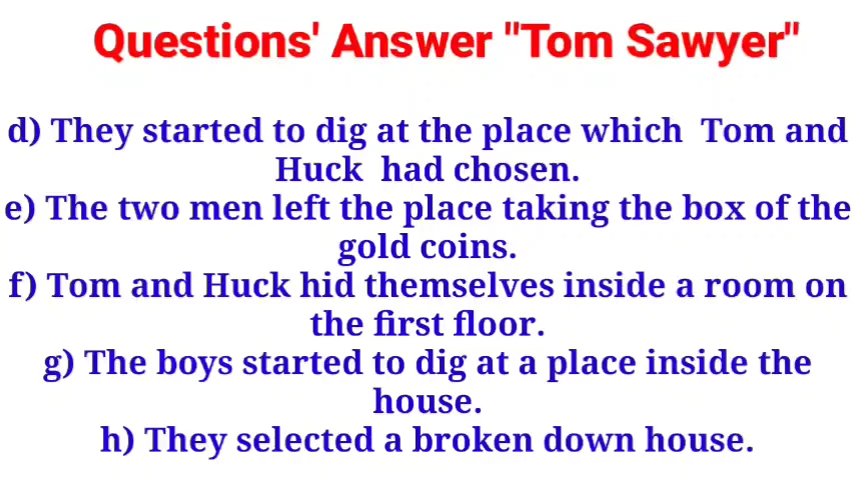 Questions' Answer "Tom Sawyer"
d) They started to dig at the place which Tom and
Huck had chosen.
e) The two men left the place taking the box of the
gold coins.
f) Tom and Huck hid themselves inside a room on
the first floor.
g) The boys started to dig at a place inside the
house.
h) They selected a broken down house.